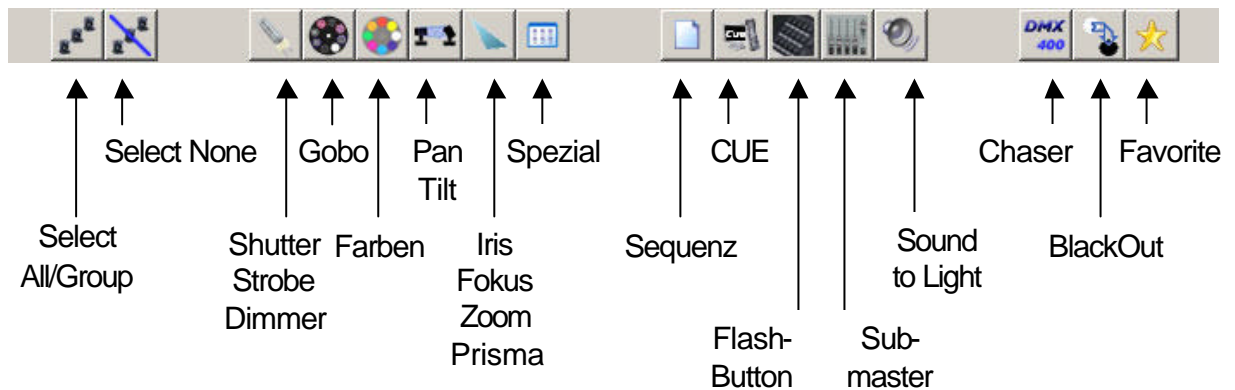 CUE
DMX
400
Select None
Gobo
Pan
Tilt
Spezial
CUE
Chaser
Favorite
Select
All/Group
Shutter
Strobe
Dimmer
Farben
Iris
Fokus
Zoom
Prisma
Sequenz
Sound
to Light
BlackOut
Flash-
Button
Sub-
master